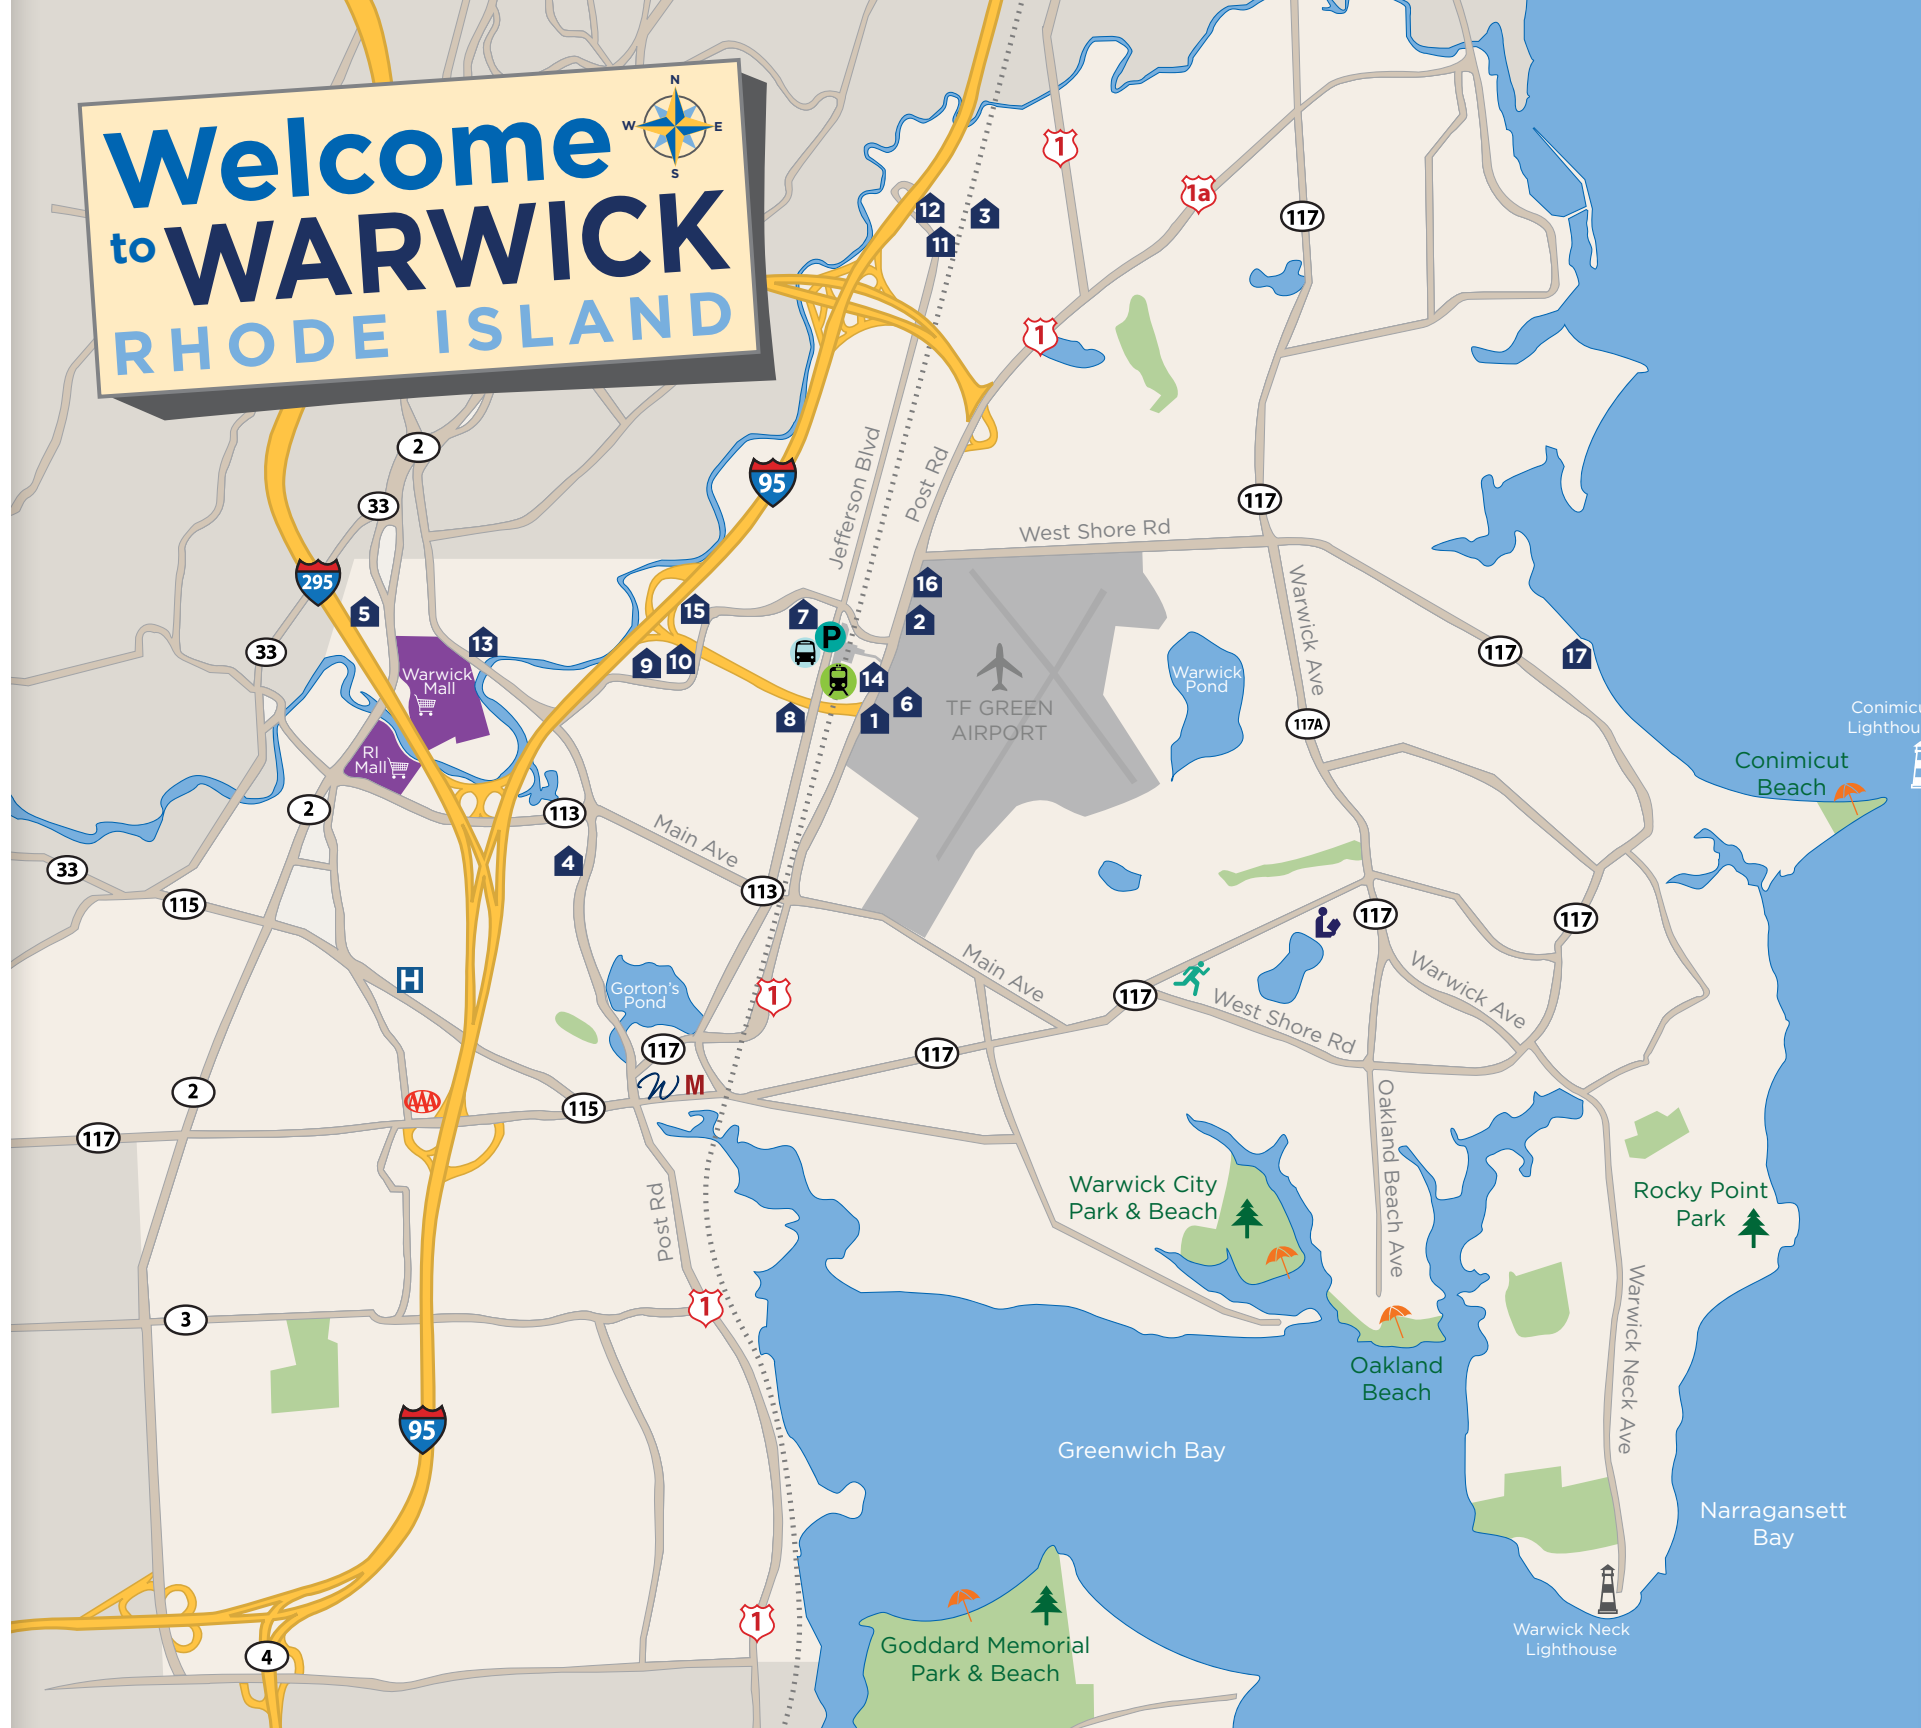 Welcome
to WARWICK
RHODE ISLAND
N
W
E
S
1
1a
117
12
3
11
1
2
33
95
Jefferson Blvd
Post Rd
117
West Shore Rd
295
5
16
15
7
P
2
13
33
9
10
14
6
8
1
Warwick
Mall
RI
Mall
TF GREEN
AIRPORT
Warwick
Pond
Warwick Ave
117
17
117A
Conimicu
Lighthou
Conimicut
Beach
2
113
Main Ave
4
33
115
113
117
117
H
Gorton's
Pond
1
Main Ave
117
West Shore Rd
Warwick Ave
117
117
W M
AAA
2
115
117
Oakland Beach Ave
Post Rd
Warwick City
Park & Beach
Rocky Point
Park
3
1
Warwick Neck Ave
Oakland
Beach
95
Greenwich Bay
Narragansett
Bay
1
4
Goddard Memorial
Park & Beach
Warwick Neck
Lighthouse